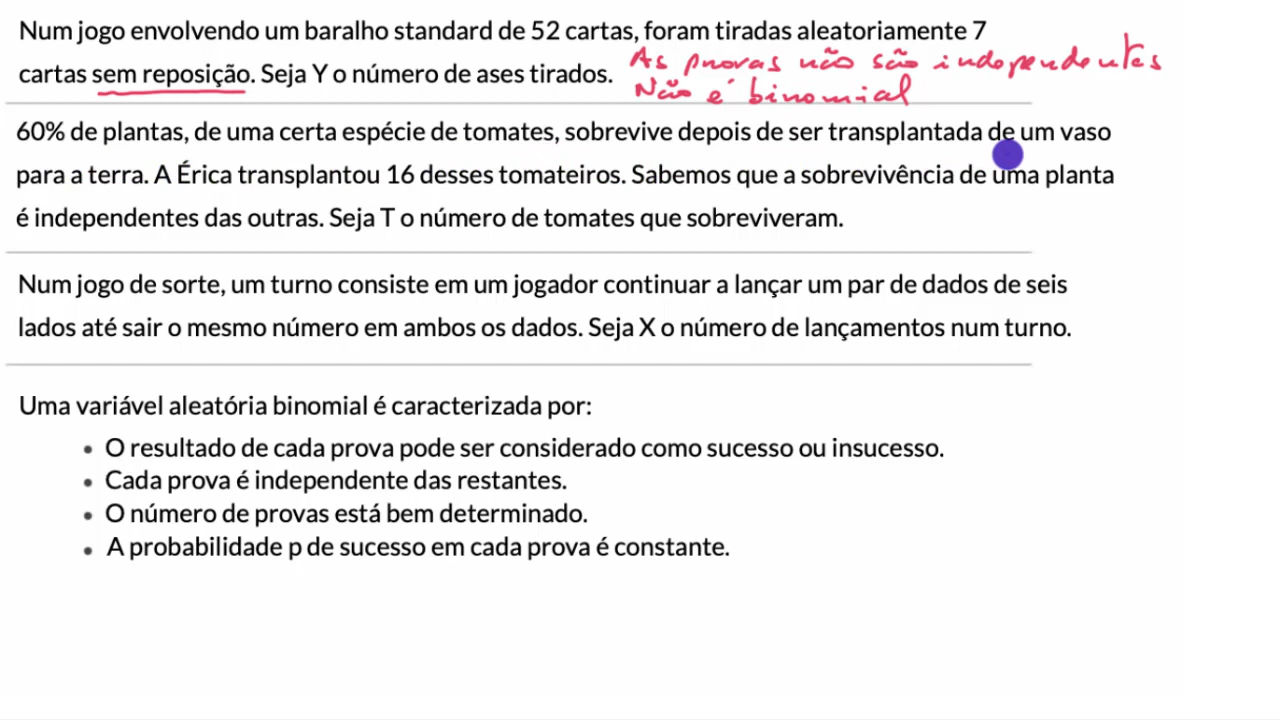 Num jogo envolvendo um baralho standard de 52 cartas, foram tiradas aleatoriamente 7
cartas sem reposição. Seja Y o número de ases tirados.
As provas não são independentes
Não é binomial
60% de plantas, de uma certa espécie de tomates, sobrevive depois de ser transplantada de um vaso
para a terra. A Érica transplantou 16 desses tomateiros. Sabemos que a sobrevivência de uma planta
é independentes das outras. Seja T o número de tomates que sobreviveram.
Num jogo de sorte, um turno consiste em um jogador continuar a lançar um par de dados de seis
lados até sair o mesmo número em ambos os dados. Seja X o número de lançamentos num turno.
Uma variável aleatória binomial é caracterizada por:
• O resultado de cada prova pode ser considerado como sucesso ou insucesso.
• Cada prova é independente das restantes.
• O número de provas está bem determinado.
• A probabilidade p de sucesso em cada prova é constante.